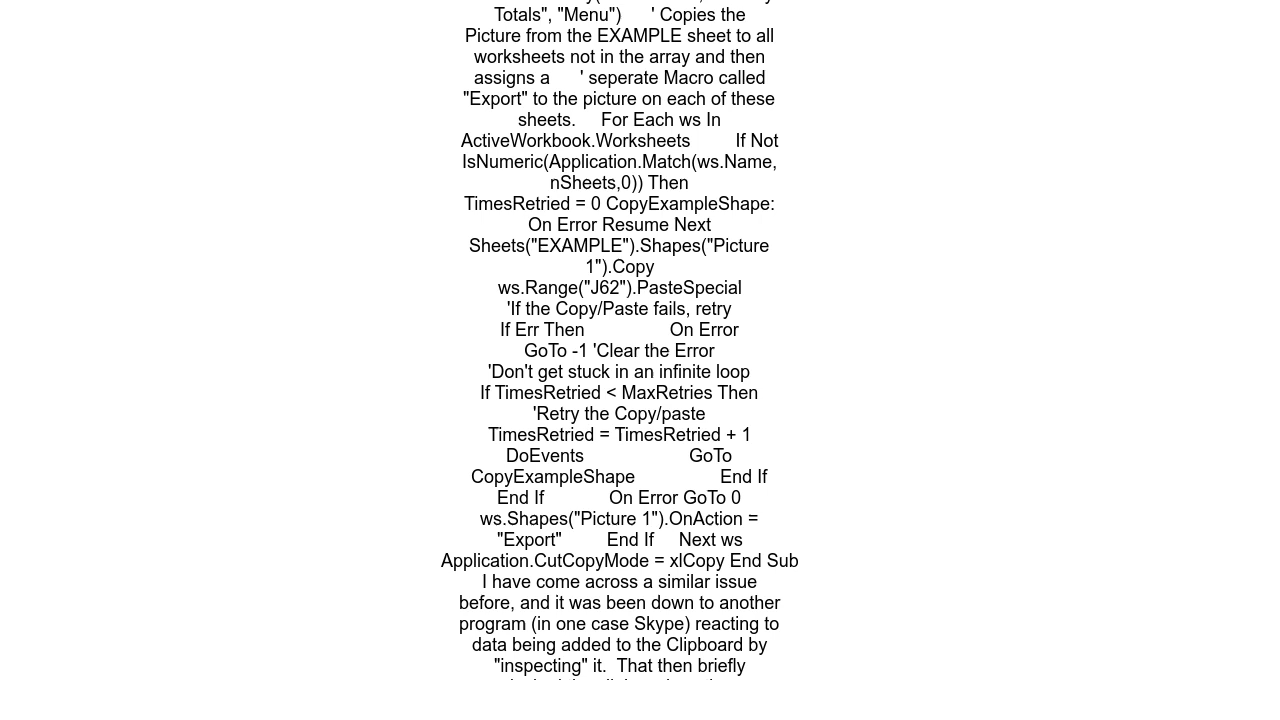 Totals", "Menu")      ' Copies the
Picture from the EXAMPLE sheet to all
worksheets not in the array and then
assigns a      ' seperate Macro called
"Export" to the picture on each of these
sheets.     For Each ws In
ActiveWorkbook.Worksheets         If Not
IsNumeric(Application.Match(ws.Name,
nSheets,0)) Then
TimesRetried = 0 CopyExampleShape:
On Error Resume Next
Sheets("EXAMPLE").Shapes("Picture
1").Copy
ws.Range("J62").PasteSpecial
'If the Copy/Paste fails, retry
If Err Then                 On Error
GoTo -1 'Clear the Error
'Don't get stuck in an infinite loop
If TimesRetried < MaxRetries Then
'Retry the Copy/paste
TimesRetried = TimesRetried + 1
DoEvents                     GoTo
CopyExampleShape                 End If
End If             On Error GoTo 0
ws.Shapes("Picture 1").OnAction =
"Export"         End If     Next ws
Application.CutCopyMode = xlCopy End Sub
I have come across a similar issue
before, and it was been down to another
program (in one case Skype) reacting to
data being added to the Clipboard by
"inspecting" it.  That then briefly